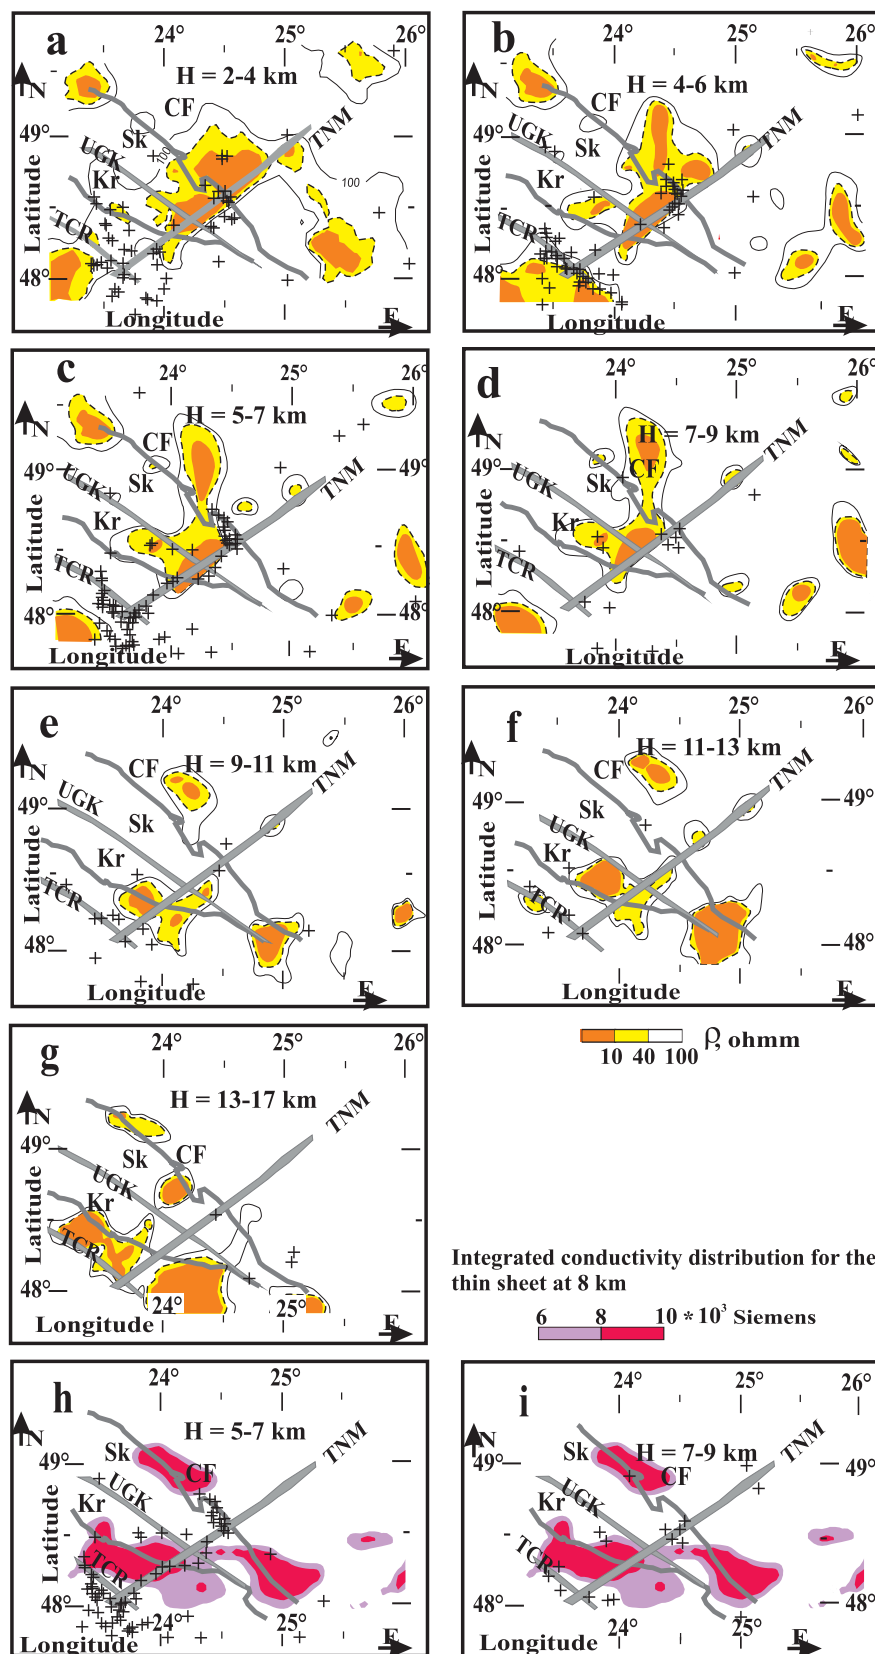 a
24°
25°
26°
N
H = 2-4 km
CF
49°
Sk
UGK
TNM
100
Kr
100
TCR
Latitude
48°
Longitude
E
b
24°
25°
26°
N
H = 4-6 km
CF
49°
UGK
Sk
TNM
Kr
TCR
Latitude
48°
Longitude
E
c
24°
25°
26°
N
H = 5-7 km
CF
49°
Sk
UGK
TNM
Kr
TCR
Latitude
48°
Longitude
E
d
24°
25°
26°
N
H = 7-9 km
TNM
49°
Sk
CF
UGK
Kr
TCR
Latitude
48°
Longitude
E
e
24°
25°
26°
N
H = 9-11 km
CF
TNM
UGK
49°
Sk
Kr
TCR
Latitude
48°
Longitude
E
f
24°
25°
26°
N
H = 11-13 km
CF
TNM
49°
Sk
UGK
Kr
TCR
Latitude
48°
Longitude
E
10 40 100 ρ, ohmm
g
24°
25°
26°
N
H = 13-17 km
TNM
49°
Sk
CF
UGK
Kr
TCR
Latitude
48°
24°
25°
Longitude
E
Integrated conductivity distribution for the
thin sheet at 8 km
6 8 10 * 10³ Siemens
h
24°
25°
N
H = 5-7 km
Sk
TNM
49°
CF
UGK
Kr
TCR
Latitude
48°
24°
25°
Longitude
E
i
24°
25°
26°
N
Sk
H = 7-9 km
TNM
49°
CF
49°
UGK
Kr
TCR
Latitude
48°
48°
24°
25°
Longitude
E